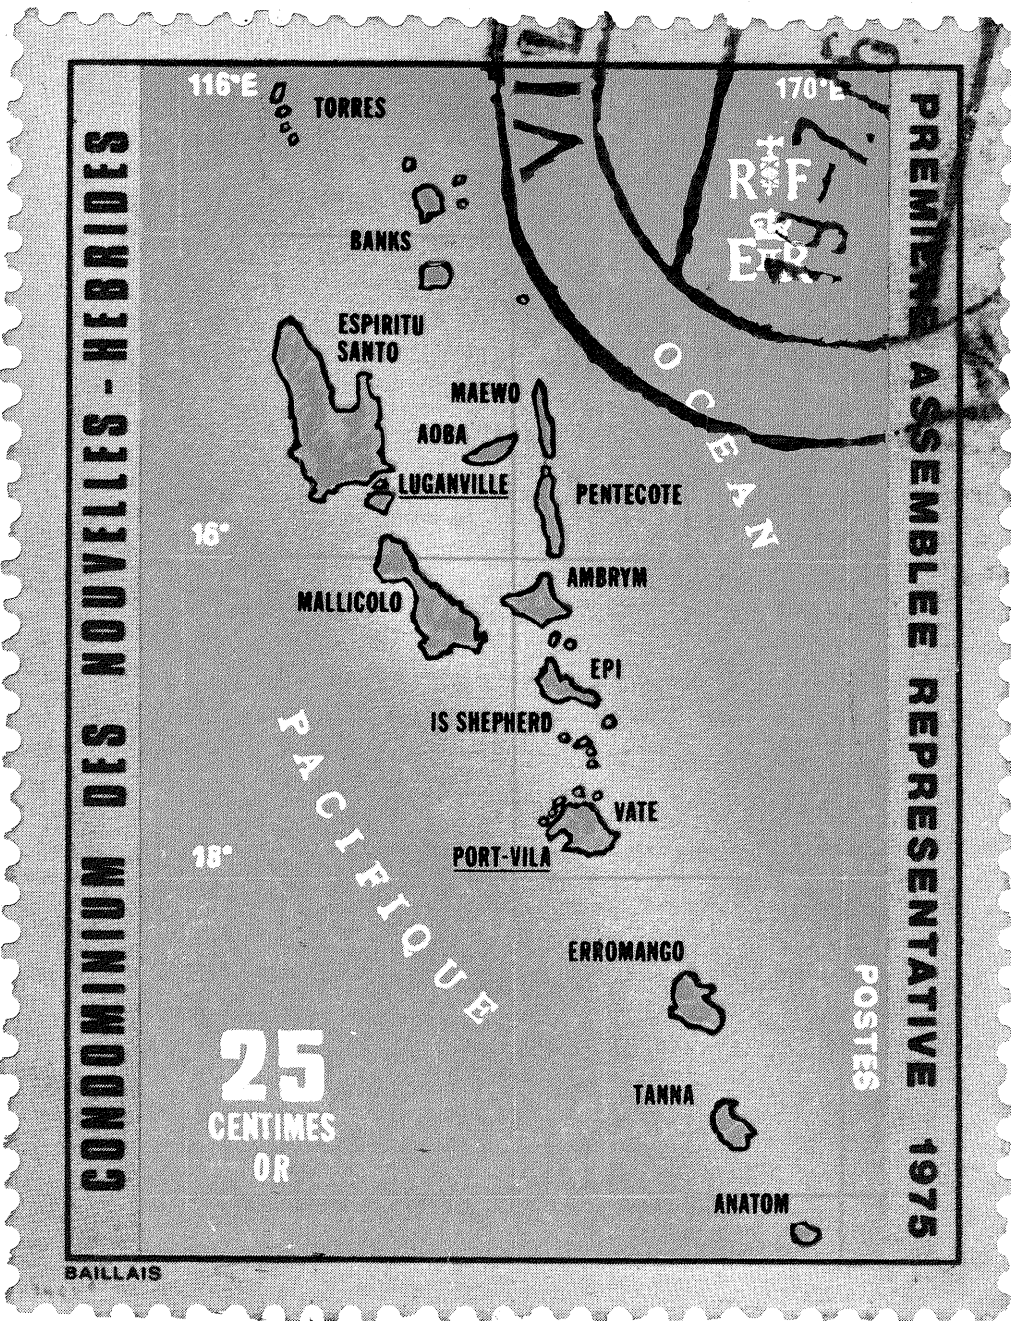 116°E
170°E
TORRES
R F
E R
BANKS
ESPIRITU
SANTO
MAEWO
AOBA
LUGANVILLE
PENTECOTE
OCEAN
16°
AMBRYM
MALLICOLO
EPI
IS SHEPHERD
PACIFIQUE
VATE
PORT-VILA
18°
ERROMANGO
25
CENTIMES
OR
TANNA
ANATOM
POSTES
CONDOMINIUM DES NOUVELLES-HEBRIDES
PREMIERE ASSEMBLEE REPRESENTATIVE 1975
BAILLAIS